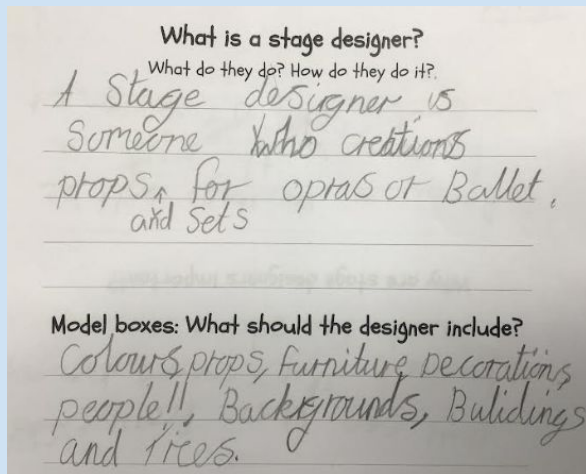 What is a stage designer?
What do they do? How do they do it?
A Stage designer is
Someone Who creations
props, for opras or Ballet.
and Sets
Model boxes: What should the designer include?
Colours, props, furniture, Decorations,
people!!, Backgrounds, Bulidings
and Trees.